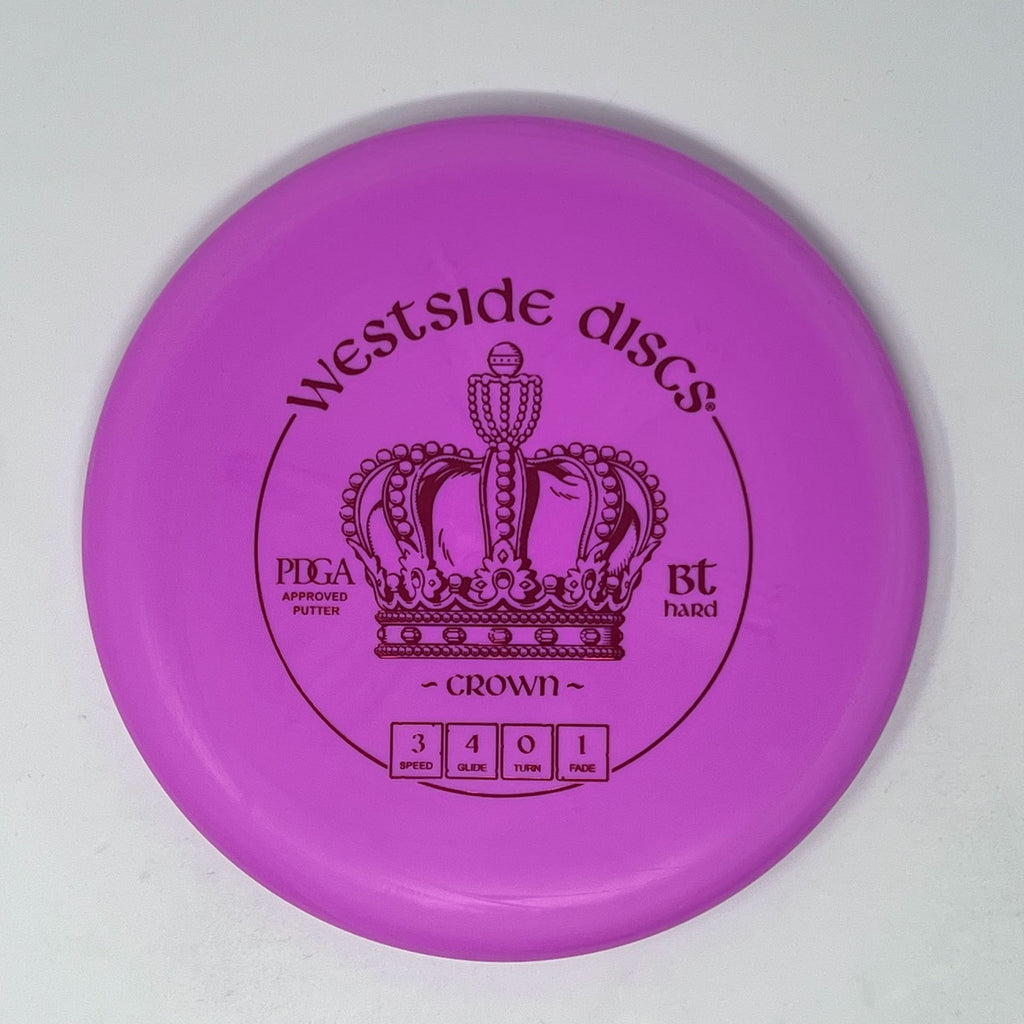 Westside discs®
PDGA
APPROVED
PUTTER
Bt
hard
~ CROWN ~
3 4 0 1
SPEED GLIDE TURN FADE